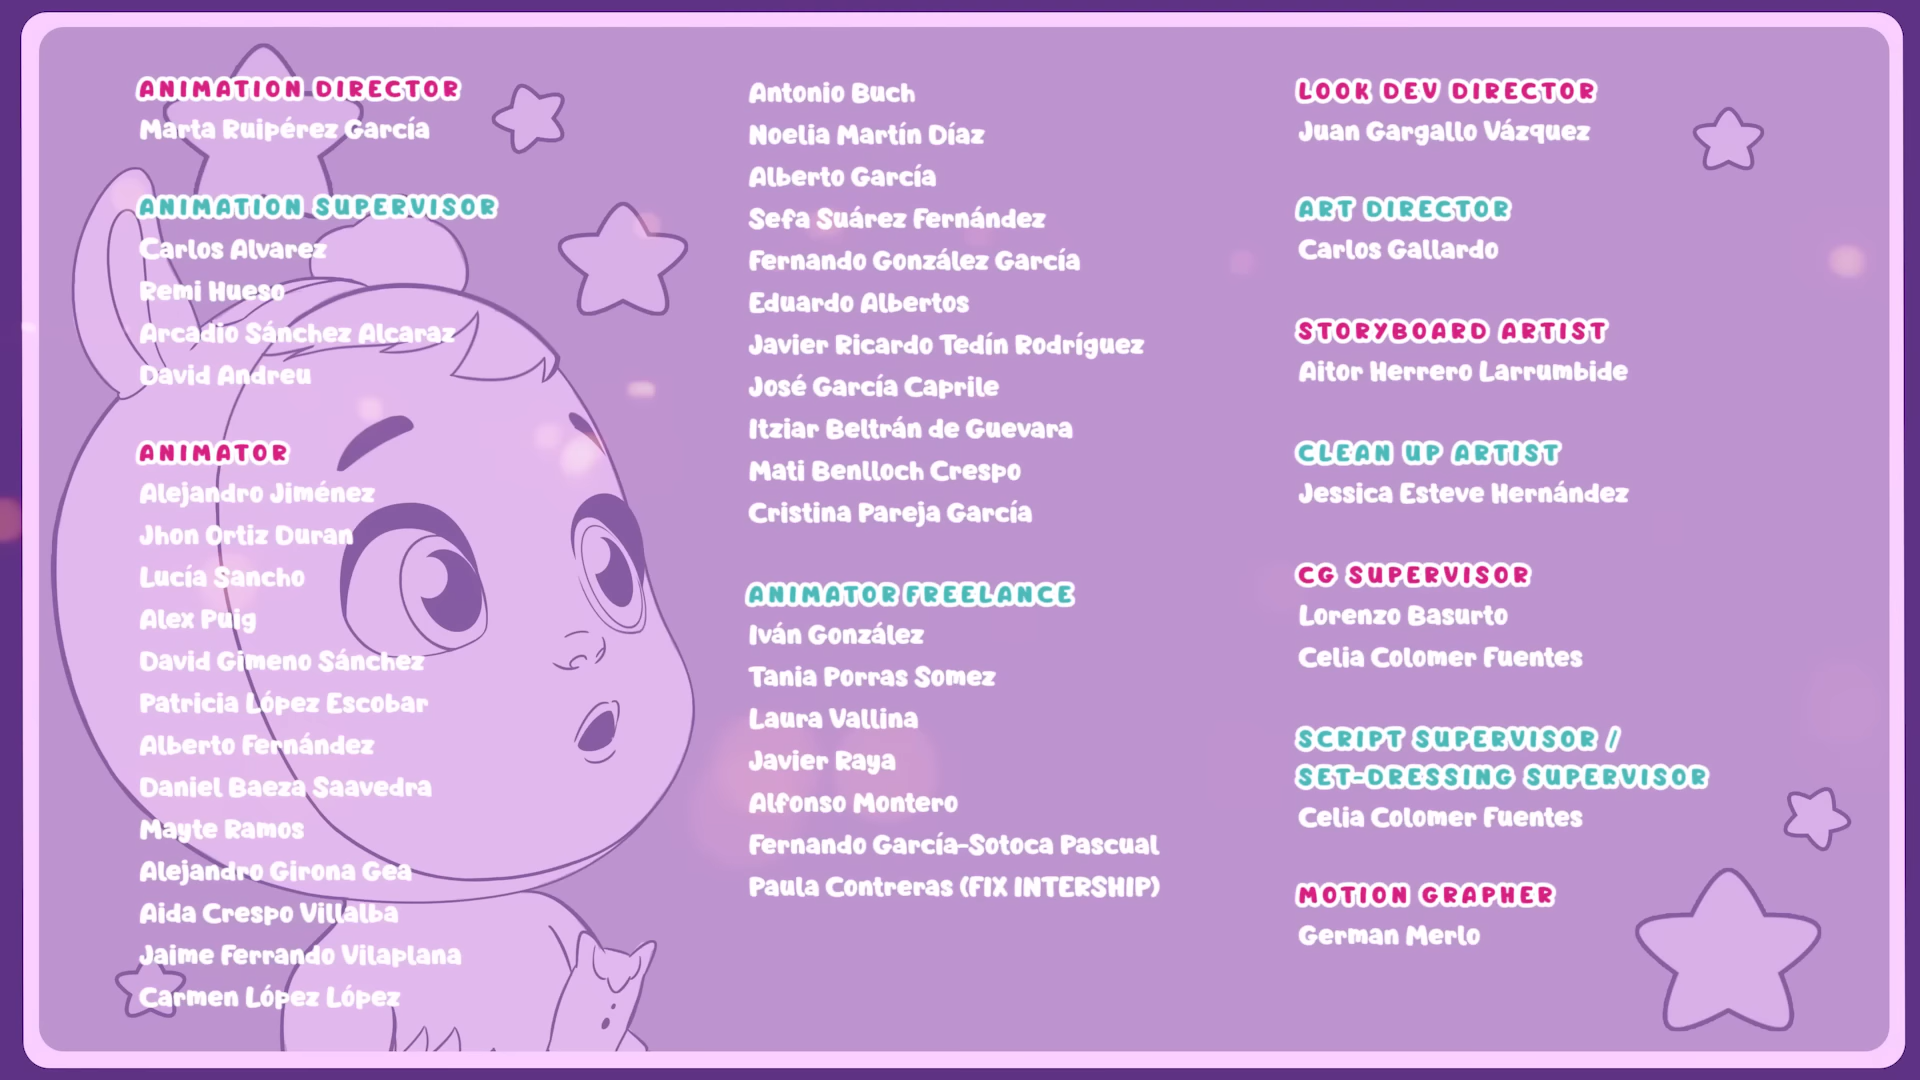 ANIMATION DIRECTOR
Marta Ruipérez García
ANIMATION SUPERVISOR
Carlos Alvarez
Remi Hueso
Arcadio Sánchez Alcaraz
David Andreu
ANIMATOR
Alejandro Jiménez
Jhon Ortiz Duran
Lucía Sancho
Alex Puig
David Gimeno Sánchez
Patricia López Escobar
Alberto Fernández
Daniel Baeza Saavedra
Mayte Ramos
Alejandro Girona Gea
Aida Crespo Villalba
Jaime Ferrando Vilaplana
Carmen López López
Antonio Buch
Noelia Martín Díaz
Alberto García
Sefa Suárez Fernández
Fernando González García
Eduardo Albertos
Javier Ricardo Tedín Rodríguez
José García Caprile
Itziar Beltrán de Guevara
Mati Benlloch Crespo
Cristina Pareja García
ANIMATOR FREELANCE
Iván González
Tania Porras Somez
Laura Vallina
Javier Raya
Alfonso Montero
Fernando García-Sotoca Pascual
Paula Contreras (FIX INTERSHIP)
LOOK DEV DIRECTOR
Juan Gargallo Vázquez
ART DIRECTOR
Carlos Gallardo
STORYBOARD ARTIST
Aitor Herrero Larrumbide
CLEAN UP ARTIST
Jessica Esteve Hernández
CG SUPERVISOR
Lorenzo Basurto
Celia Colomer Fuentes
SCRIPT SUPERVISOR /
SET-DRESSING SUPERVISOR
Celia Colomer Fuentes
MOTION GRAPHER
German Merlo